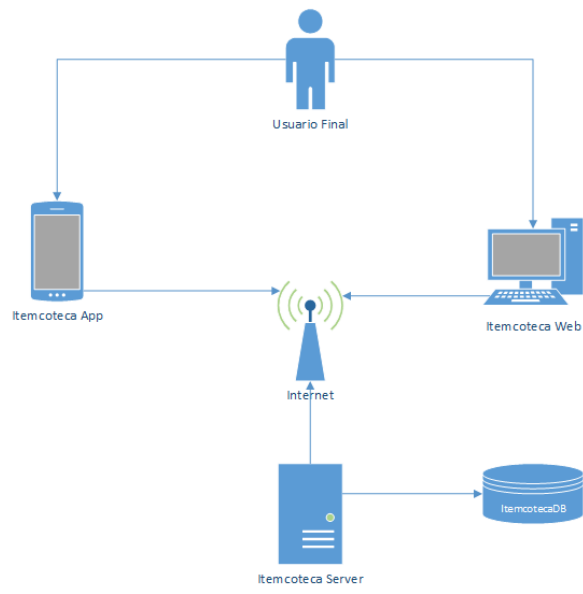 Usuario Final
Itemcoteca App
Itemcoteca Web
Internet
ItemcotecaDB
Itemcoteca Server